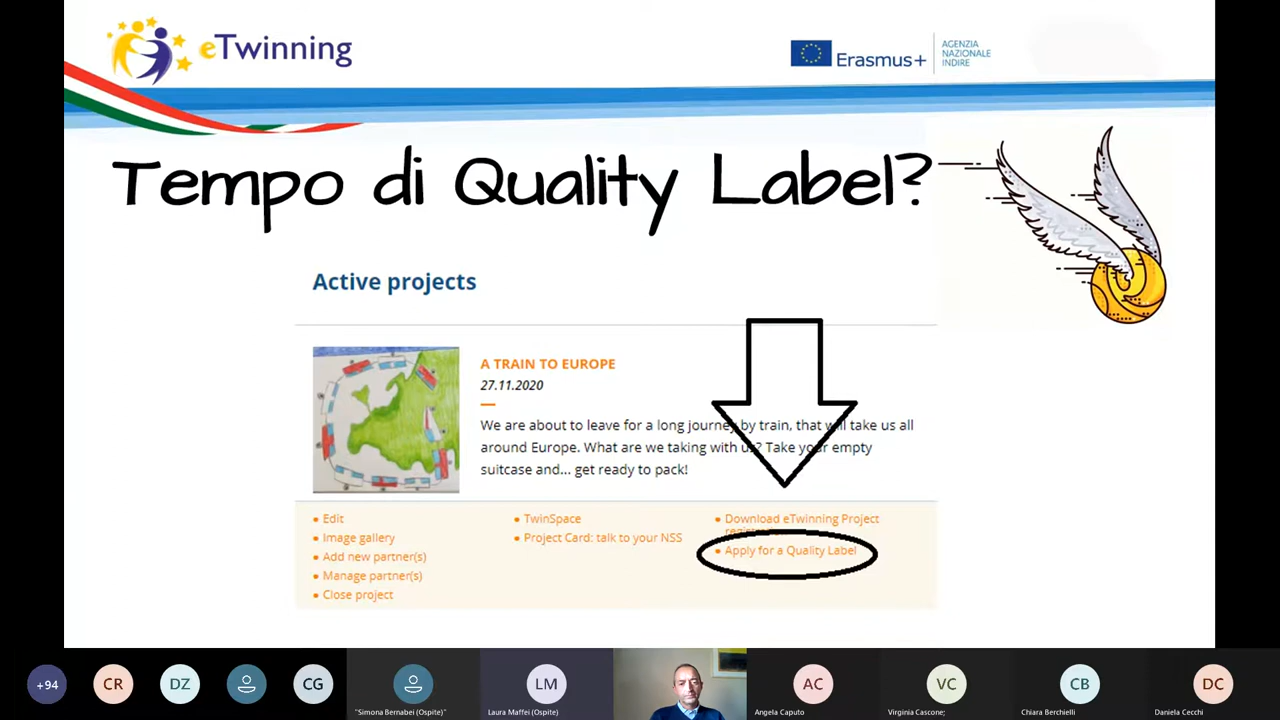 eTwinning
Erasmus+
AGENZIA
NAZIONALE
INDIRE
Tempo di Quality Label?
Active projects
A TRAIN TO EUROPE
27.11.2020
We are about to leave for a long journey by train, that will take us all
around Europe. What are we taking with us? Take your empty
suitcase and... get ready to pack!
• Edit
• Image gallery
• Add new partner(s)
• Manage partner(s)
• Close project
• TwinSpace
• Project Card: talk to your NSS
• Download eTwinning Project
• Apply for a Quality Label
+94
CR
DZ
CG
"Simona Bernabei (Ospite)"
LM
Laura Maffei (Ospite)
AC
Angela Caputo
VC
Virginia Cascone;
CB
Chiara Berchielli
DC
Daniela Cecchi